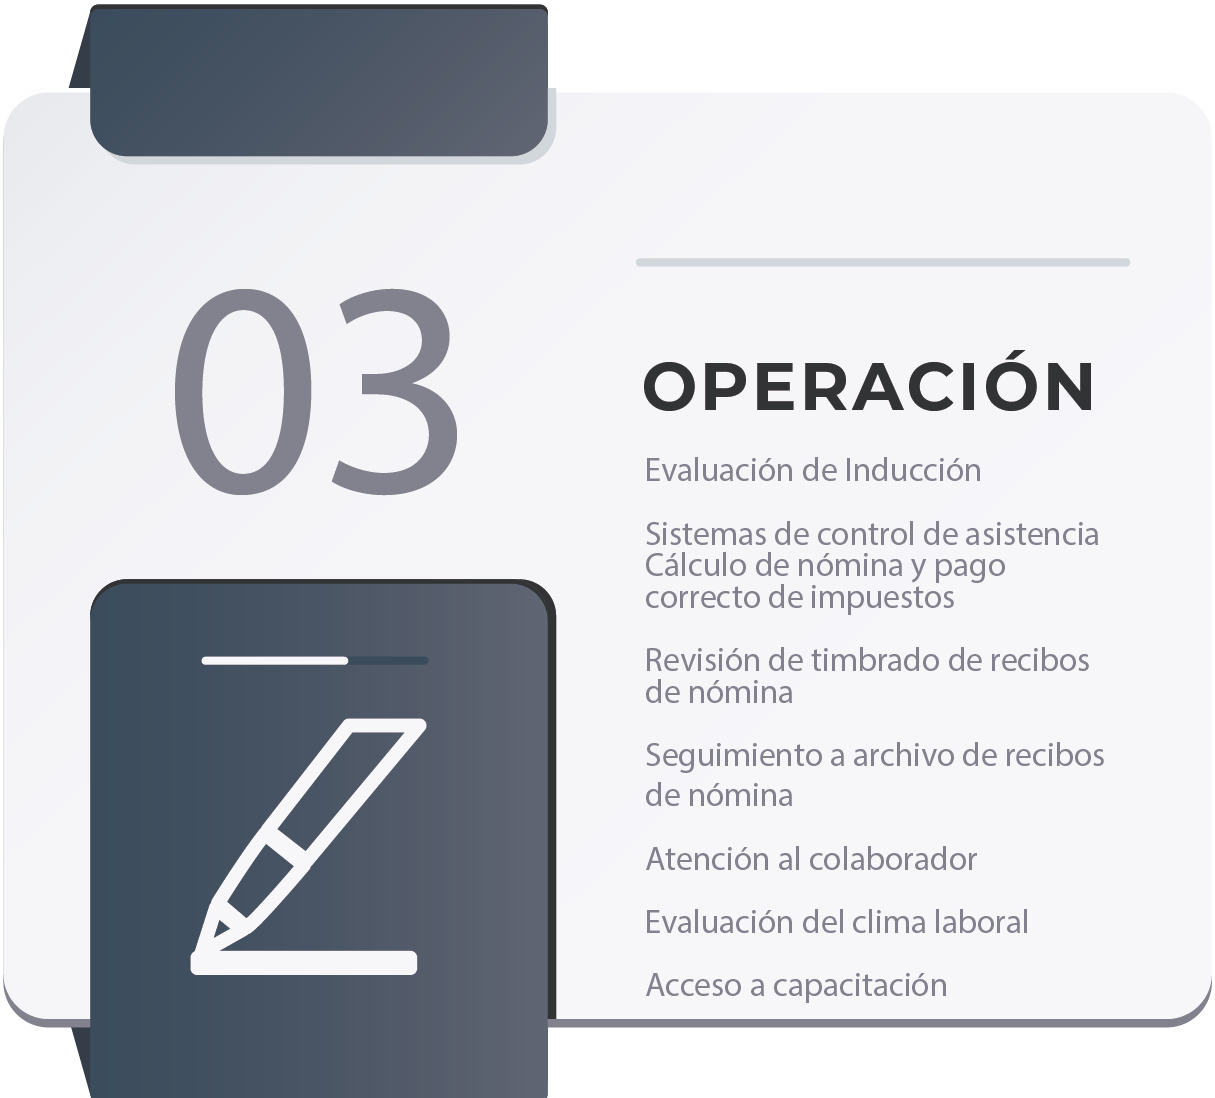 03
OPERACIÓN
Evaluación de Inducción
Sistemas de control de asistencia
Cálculo de nómina y pago
correcto de impuestos
Revisión de timbrado de recibos
de nómina
Seguimiento a archivo de recibos
de nómina
Atención al colaborador
Evaluación del clima laboral
Acceso a capacitación